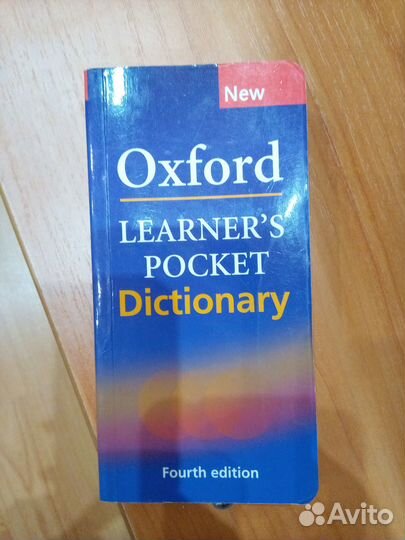 New
Oxford
LEARNER'S
POCKET
Dictionary
Fourth edition
Avito